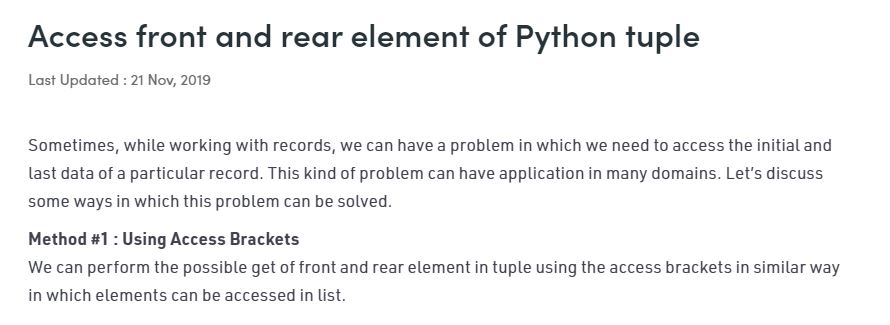 Access front and rear element of Python tuple
Last Updated : 21 Nov, 2019
Sometimes, while working with records, we can have a problem in which we need to access the initial and
last data of a particular record. This kind of problem can have application in many domains. Let’s discuss
some ways in which this problem can be solved.
Method #1 : Using Access Brackets
We can perform the possible get of front and rear element in tuple using the access brackets in similar way
in which elements can be accessed in list.